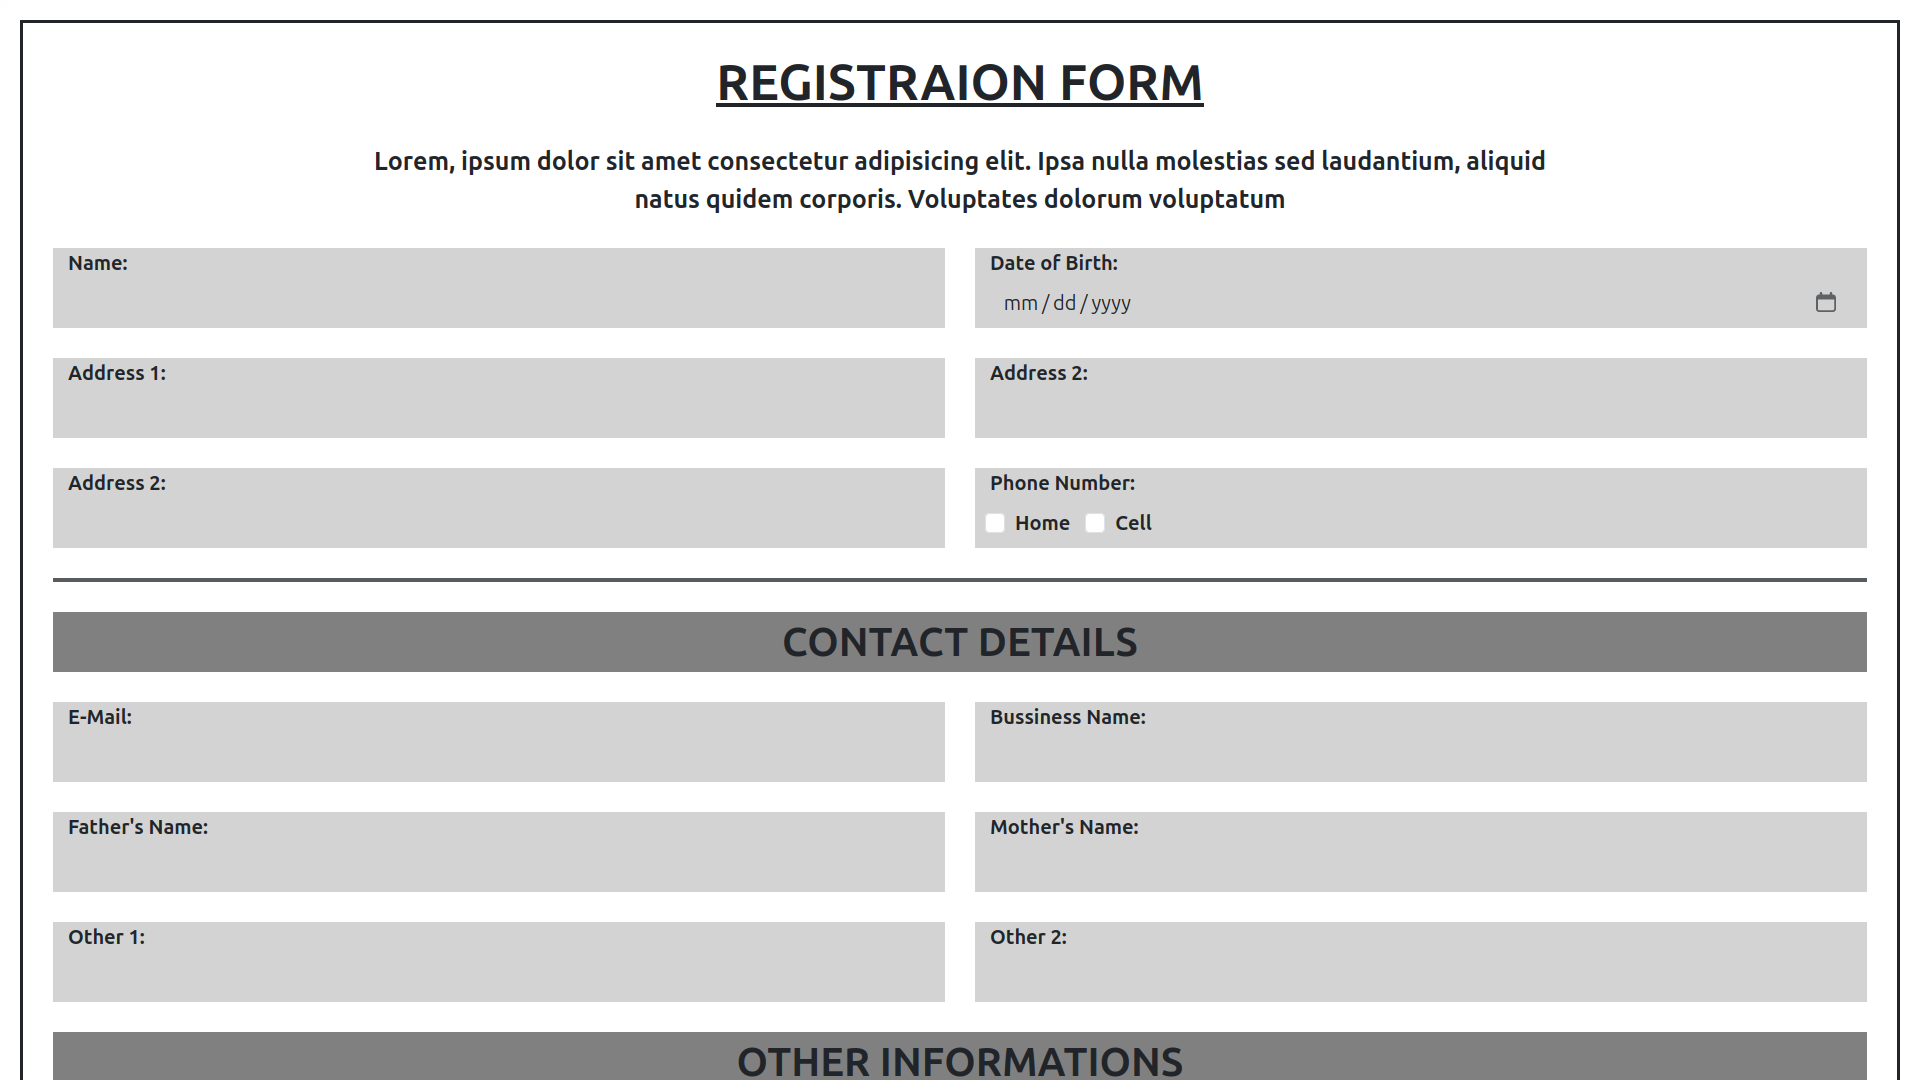 REGISTRAION FORM
Lorem, ipsum dolor sit amet consectetur adipisicing elit. Ipsa nulla molestias sed laudantium, aliquid
natus quidem corporis. Voluptates dolorum voluptatum
Name:
Date of Birth:
mm/dd/yyyy
Address 1:
Address 2:
Address 2:
Phone Number:
Home Cell
CONTACT DETAILS
E-Mail:
Bussiness Name:
Father's Name:
Mother's Name:
Other 1:
Other 2:
OTHER INFORMATIONS